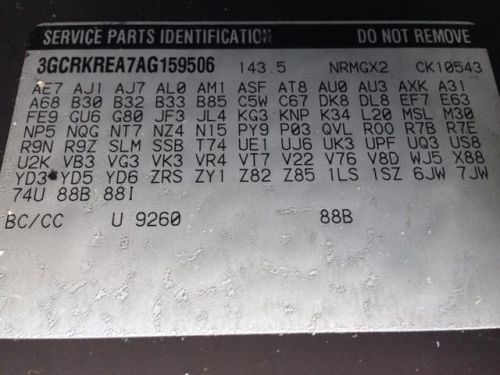 SERVICE PARTS IDENTIFICATION DO NOT REMOVE
3GCRKREA7AG159506 143.5 NRMGX2 CK10543
AE7 AJ1 AJ7 AL0 AM1 ASF AT8 AU0 AU3 AXK A31
A68 B30 B32 B33 B85 C5W C67 DK8 DL8 EF7 E63
FE9 GU6 G80 JF3 JL4 KG3 KNP K34 L20 MSL M30
NP5 NQG NT7 NZ4 N15 PY9 P03 QVL R00 R7B R7E
R9N R9Z SLM SSB T74 UE1 UJ6 UK3 UPF UQ3 US8
U2K VB3 VG3 VK3 VR4 VT7 V22 V76 V8D WJ5 X88
YD3 YD5 YD6 ZRS ZY1 Z82 Z85 1LS 1SZ 6JW 7JW
74U 88B 88I
BC/CC U 9260 88B